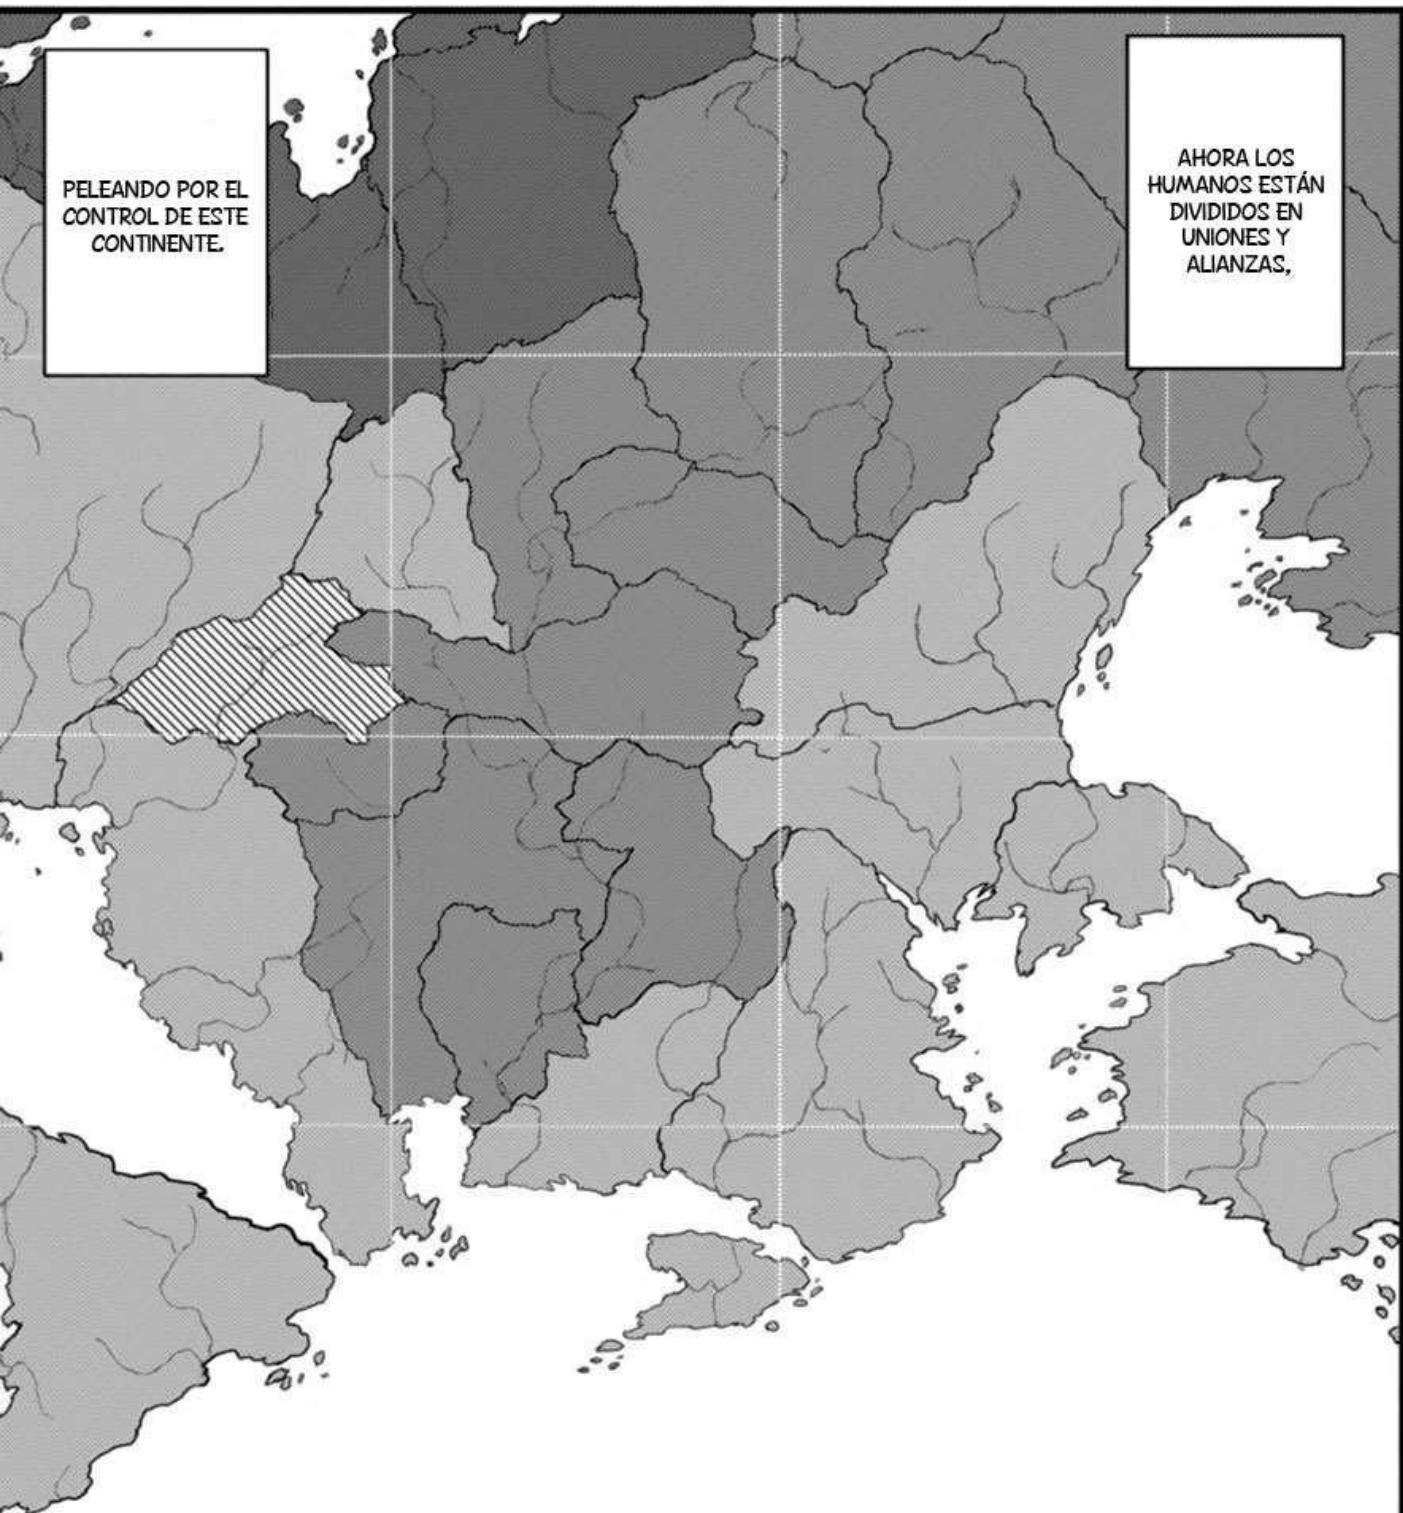 AHORA LOS
HUMANOS ESTÁN
DIVIDIDOS EN
UNIONES Y
ALIANZAS,
PELEANDO POR EL
CONTROL DE ESTE
CONTINENTE.